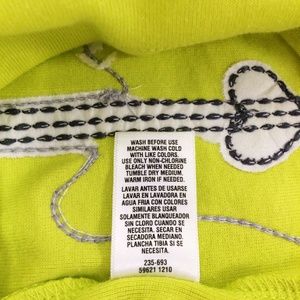 WASH BEFORE USE
MACHINE WASH COLD
WITH LIKE COLORS.
USE ONLY NON-CHLORINE
BLEACH WHEN NEEDED.
TUMBLE DRY MEDIUM.
WARM IRON IF NEEDED.
LAVAR ANTES DE USARSE
LAVAR EN LAVADORA EN
AGUA FRIA CON COLORES
SIMILARES USAR
SOLAMENTE BLANQUEADOR
SIN CLORO CUANDO SE
NECESITA. SECAR EN
SECADORA MEDIANO.
PLANCHA TIBIA SI SE
NECESITA.
235-693
59621 1210